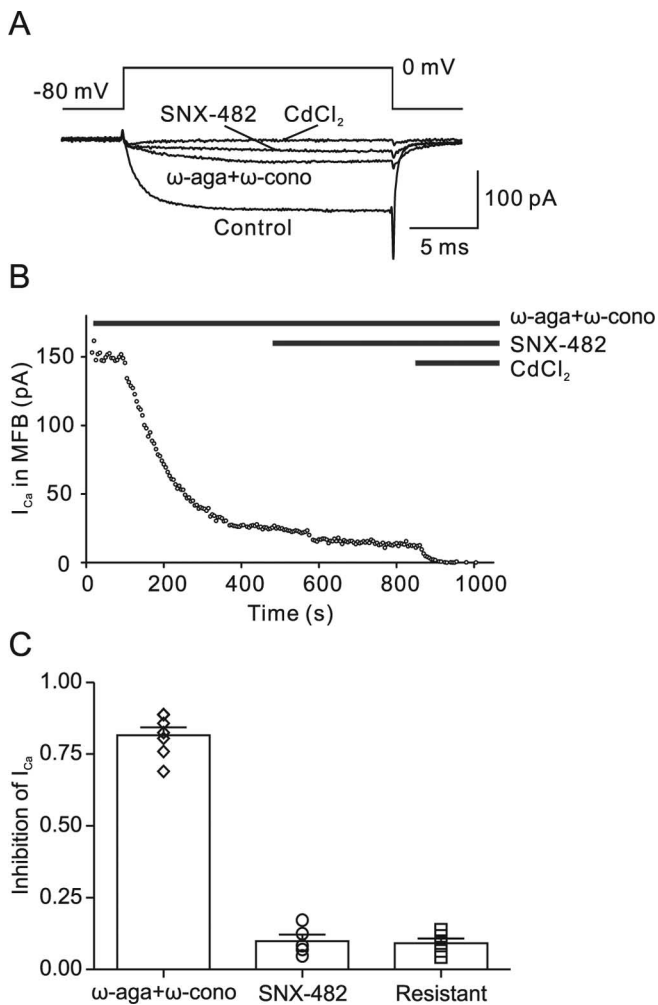 A
-80 mV
0 mV
SNX-482
CdCl₂
ω-aga+ω-cono
Control
100 pA
5 ms
B
ω-aga+ω-cono
SNX-482
CdCl₂
I_Ca in MFB (pA)
150
100
50
0
0 200 400 600 800 1000
Time (s)
C
Inhibition of I_Ca
1.00
0.75
0.50
0.25
0.00
ω-aga+ω-cono SNX-482 Resistant